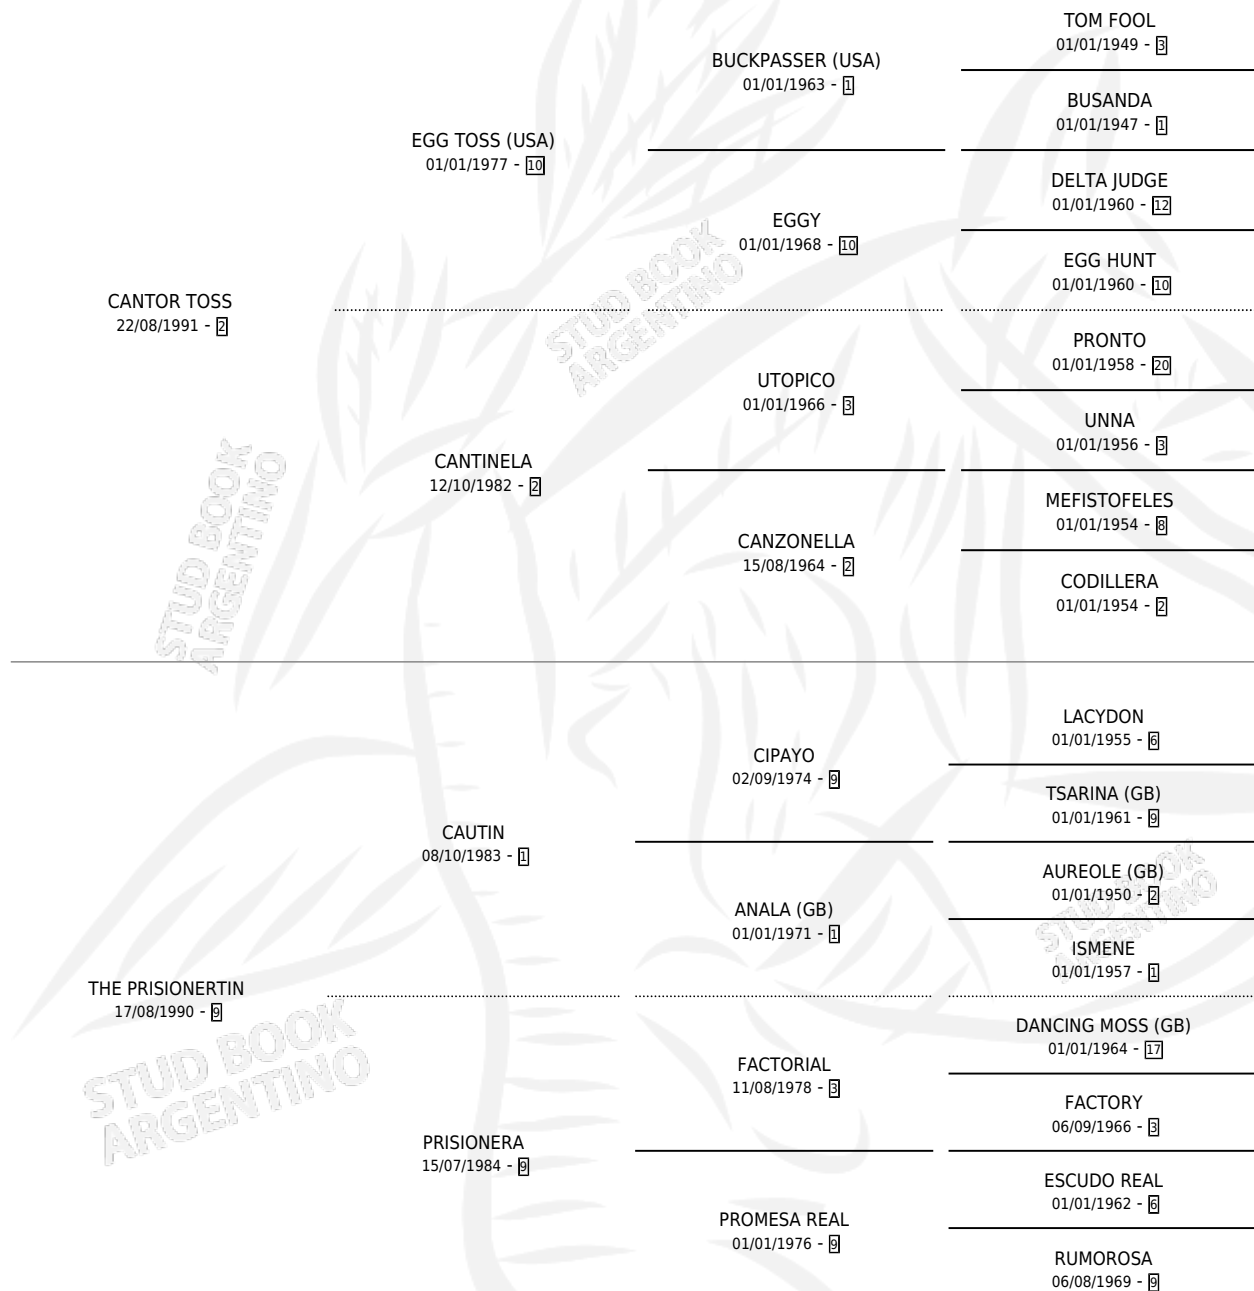 TOM FOOL
01/01/1949 - 3
BUCKPASSER (USA)
01/01/1963 - 1
BUSANDA
01/01/1947 - 1
EGG TOSS (USA)
01/01/1977 - 10
DELTA JUDGE
01/01/1960 - 12
EGGY
01/01/1968 - 10
EGG HUNT
01/01/1960 - 10
CANTOR TOSS
22/08/1991 - 2
STUD BOOK
ARGENTINO
PRONTO
01/01/1958 - 20
UTOPICO
01/01/1966 - 3
UNNA
01/01/1956 - 3
CANTINELA
12/10/1982 - 2
MEFISTOFELES
01/01/1954 - 8
CANZONELLA
15/08/1964 - 2
CODILLERA
01/01/1954 - 2
STUD BOOK
ARGENTINO
LACYDON
01/01/1955 - 6
CIPAYO
02/09/1974 - 9
TSARINA (GB)
01/01/1961 - 9
CAUTIN
08/10/1983 - 1
AUREOLE (GB)
01/01/1950 - 2
STUD BOOK
ARGENTINO
ANALA (GB)
01/01/1971 - 1
ISMENE
01/01/1957 - 1
THE PRISIONERTIN
17/08/1990 - 9
DANCING MOSS (GB)
01/01/1964 - 17
STUD BOOK
ARGENTINO
FACTORIAL
11/08/1978 - 3
FACTORY
06/09/1966 - 3
PRISIONERA
15/07/1984 - 9
ESCUDO REAL
01/01/1962 - 6
PROMESA REAL
01/01/1976 - 9
RUMOROSA
06/08/1969 - 9